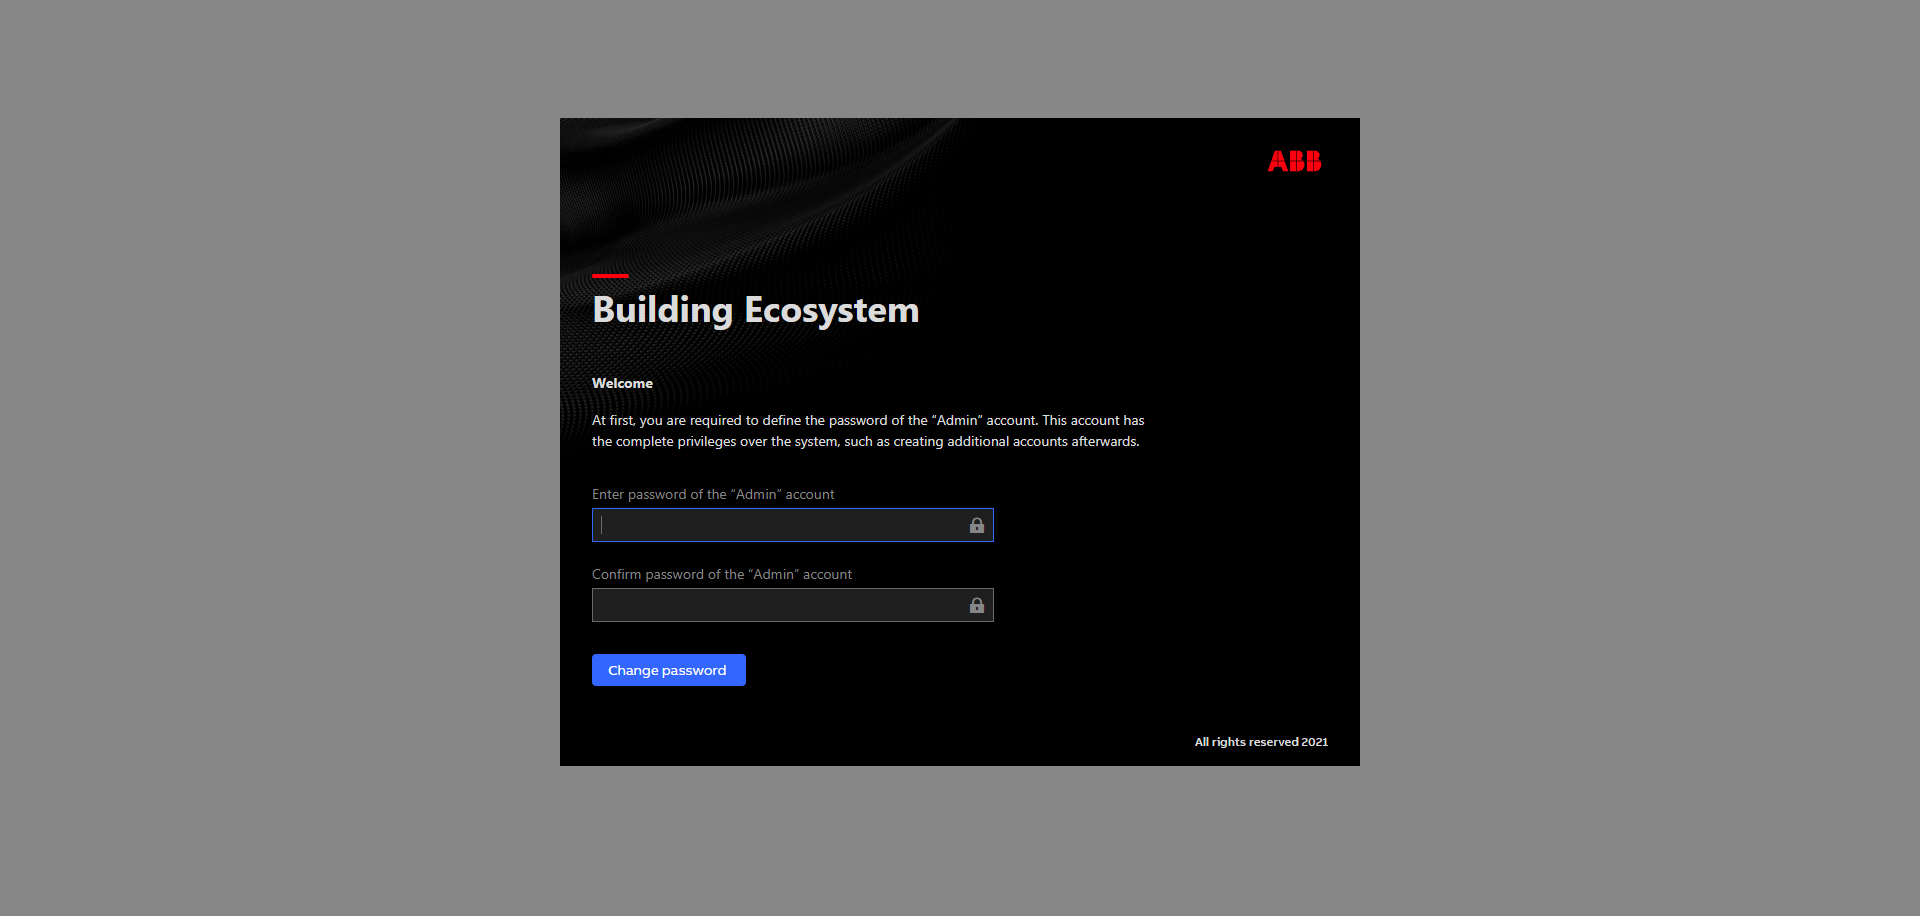 ABB
Building Ecosystem
Welcome
At first, you are required to define the password of the “Admin” account. This account has
the complete privileges over the system, such as creating additional accounts afterwards.
Enter password of the “Admin” account
Confirm password of the “Admin” account
Change password
All rights reserved 2021